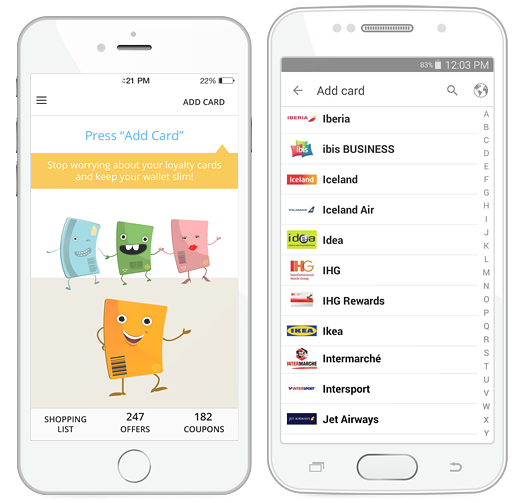 :21 PM 22%
ADD CARD
Press “Add Card”
Stop worrying about your loyalty cards
and keep your wallet slim!
SHOPPING
LIST
247
OFFERS
182
COUPONS
83% 12:03 PM
Add card
IBERIA Iberia
ibis ibis BUSINESS
Iceland Iceland
Iceland Air
idea Idea
IHG IHG
IHG Rewards
IKEA Ikea
INTERMARCHÉ Intermarché
INTERSPORT Intersport
JET AIRWAYS Jet Airways
A
B
C
D
E
F
G
H
I
J
K
L
M
N
O
P
Q
R
S
T
U
V
W
X
Y